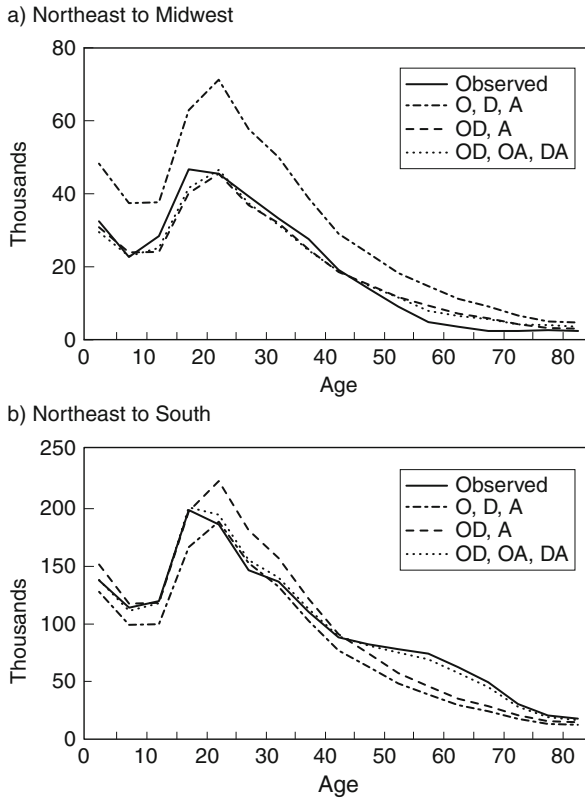 a) Northeast to Midwest
80
60
40
20
0
Thousands
Observed
O, D, A
OD, A
OD, OA, DA
0 10 20 30 40 50 60 70 80
Age
b) Northeast to South
250
200
150
100
50
0
Thousands
Observed
O, D, A
OD, A
OD, OA, DA
0 10 20 30 40 50 60 70 80
Age